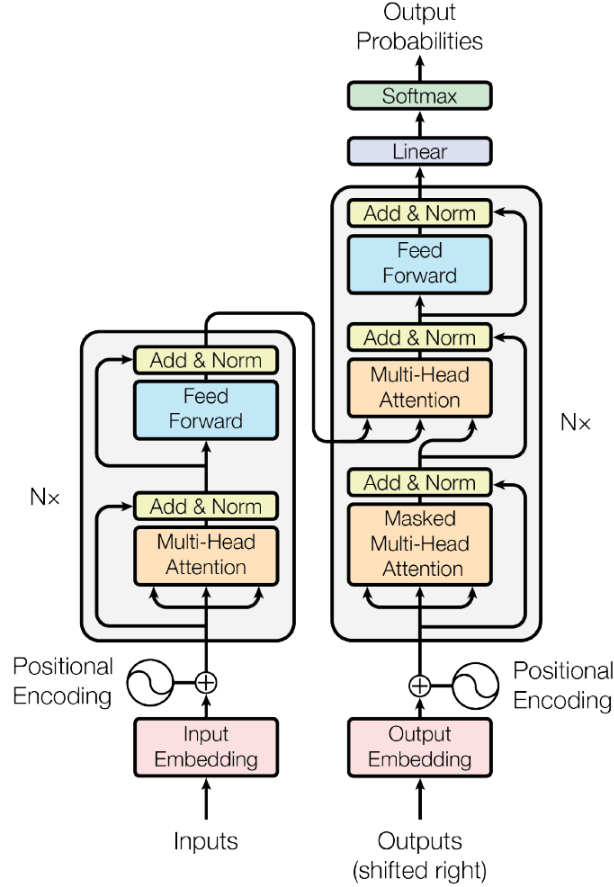 Output
Probabilities
Softmax
Linear
Add & Norm
Feed
Forward
Add & Norm
Multi-Head
Attention
Add & Norm
Masked
Multi-Head
Attention
Nx
Add & Norm
Feed
Forward
Add & Norm
Multi-Head
Attention
Nx
Positional
Encoding
Positional
Encoding
Input
Embedding
Output
Embedding
Inputs
Outputs
(shifted right)